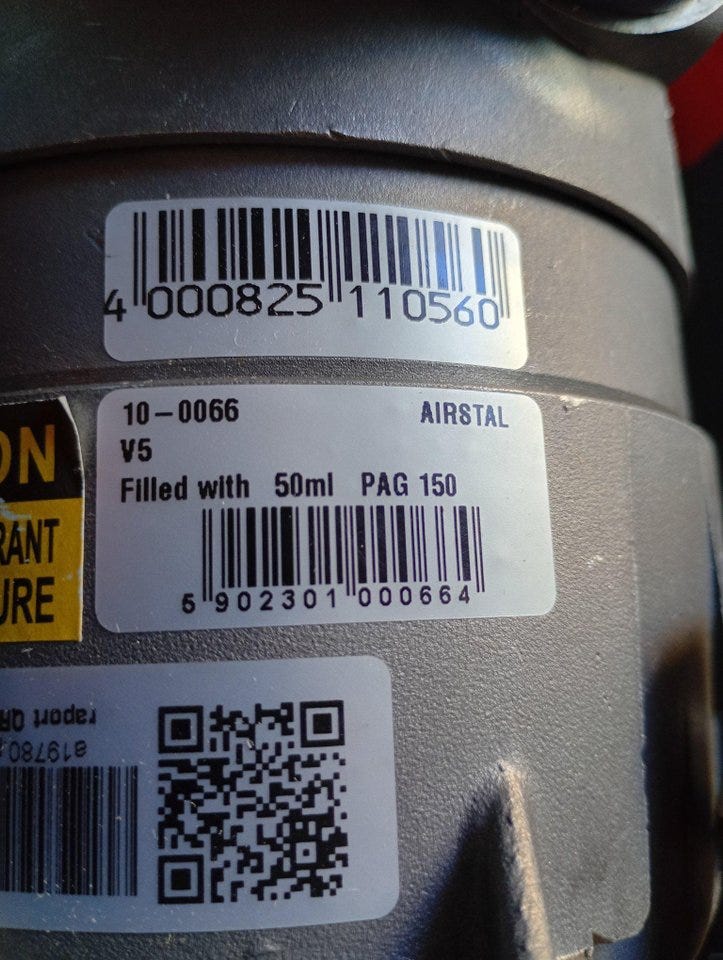 4 000825 110560
10-0066 AIRSTAL
V5
Filled with 50ml PAG 150
5 902301 000664
ON
RANT
URE
raport QR
a19780